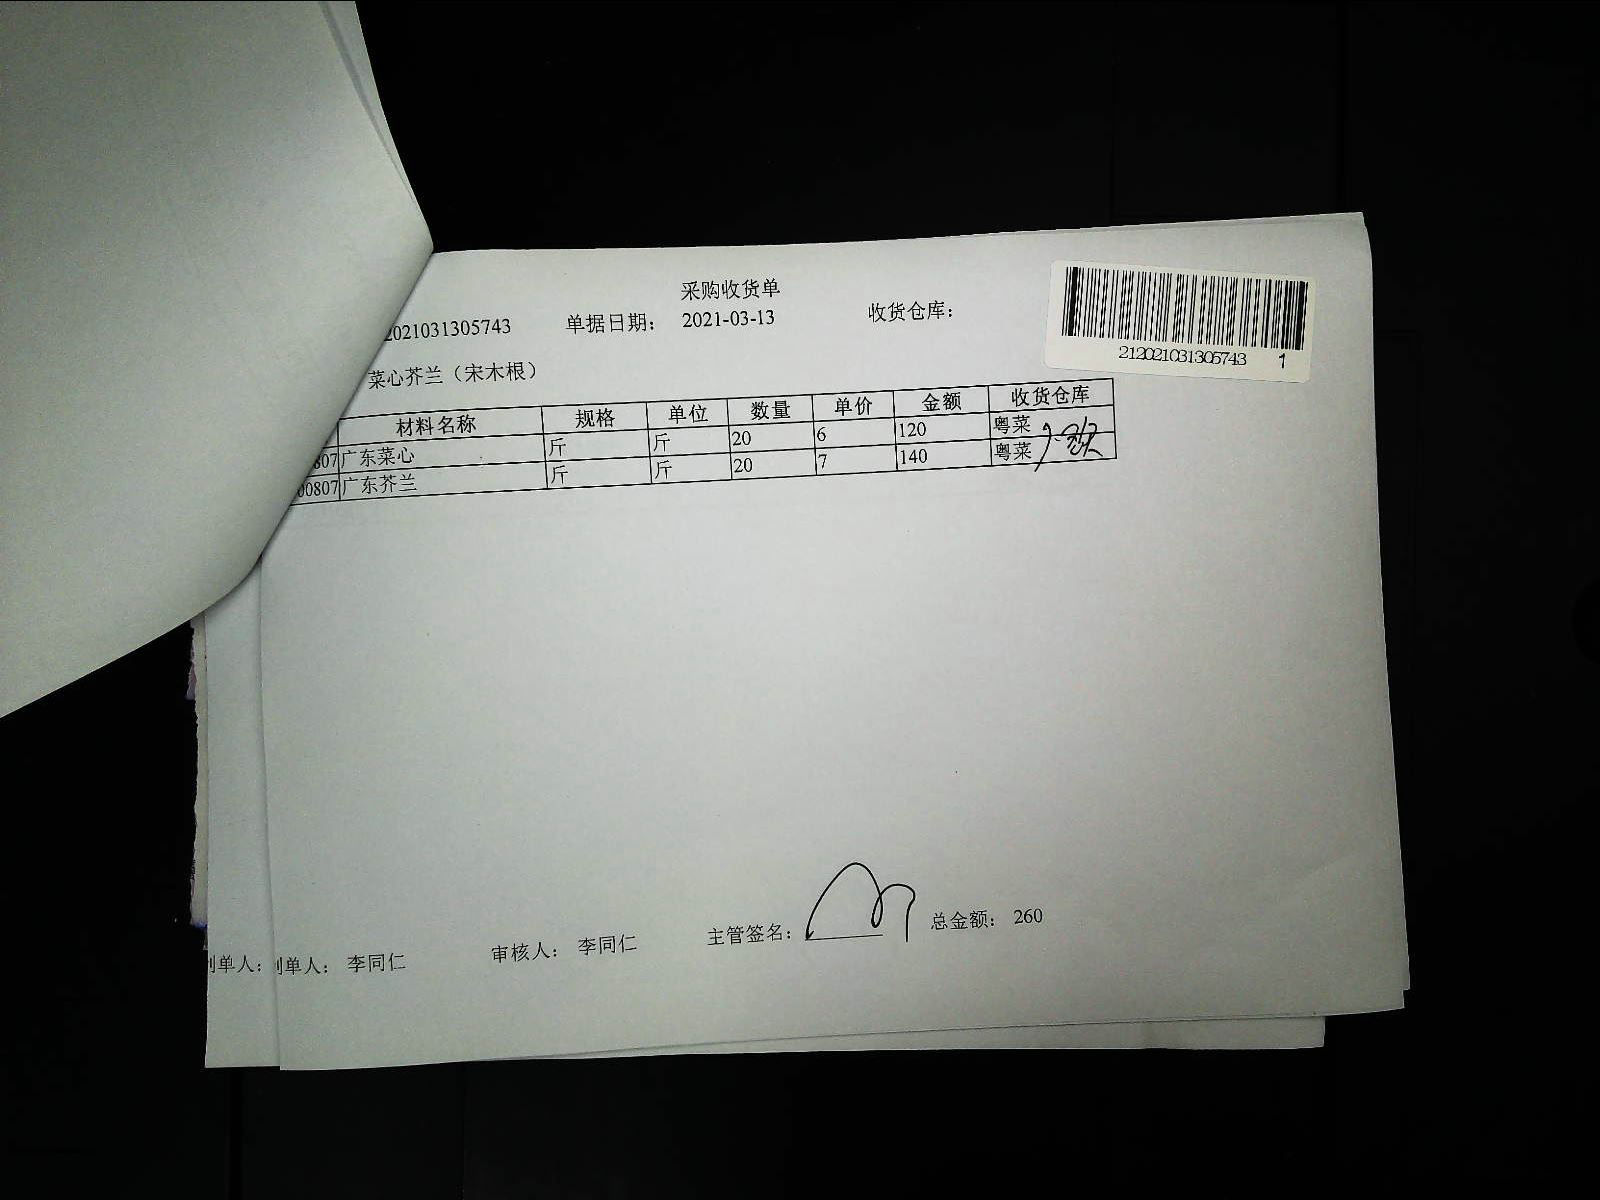 采购收货单
2021031305743 单据日期: 2021-03-13 收货仓库:
212021031305743 1
菜心芥兰(宋木根)
材料名称 规格 单位 数量 单价 金额 收货仓库
807 广东菜心 斤 斤 20 6 120 粤菜
00807 广东芥兰 斤 斤 20 7 140 粤菜
单人: 单人: 李同仁 审核人: 李同仁 主管签名: 总金额: 260